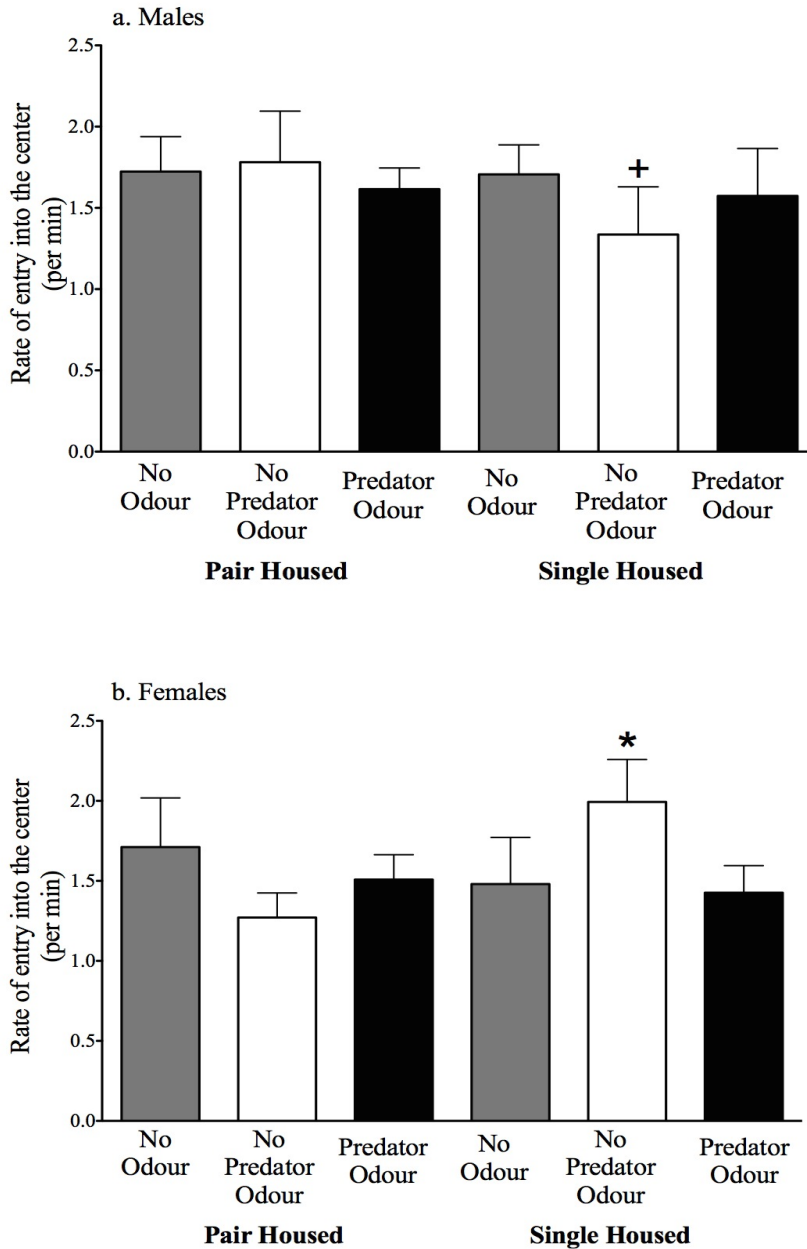 a. Males
Rate of entry into the center
(per min)
2.5
2.0
1.5
1.0
0.5
0.0
+
No Odour
No Predator Odour
Predator Odour
No Odour
No Predator Odour
Predator Odour
Pair Housed
Single Housed
b. Females
Rate of entry into the center
(per min)
2.5
2.0
1.5
1.0
0.5
0.0
*
No Odour
No Predator Odour
Predator Odour
No Odour
No Predator Odour
Predator Odour
Pair Housed
Single Housed